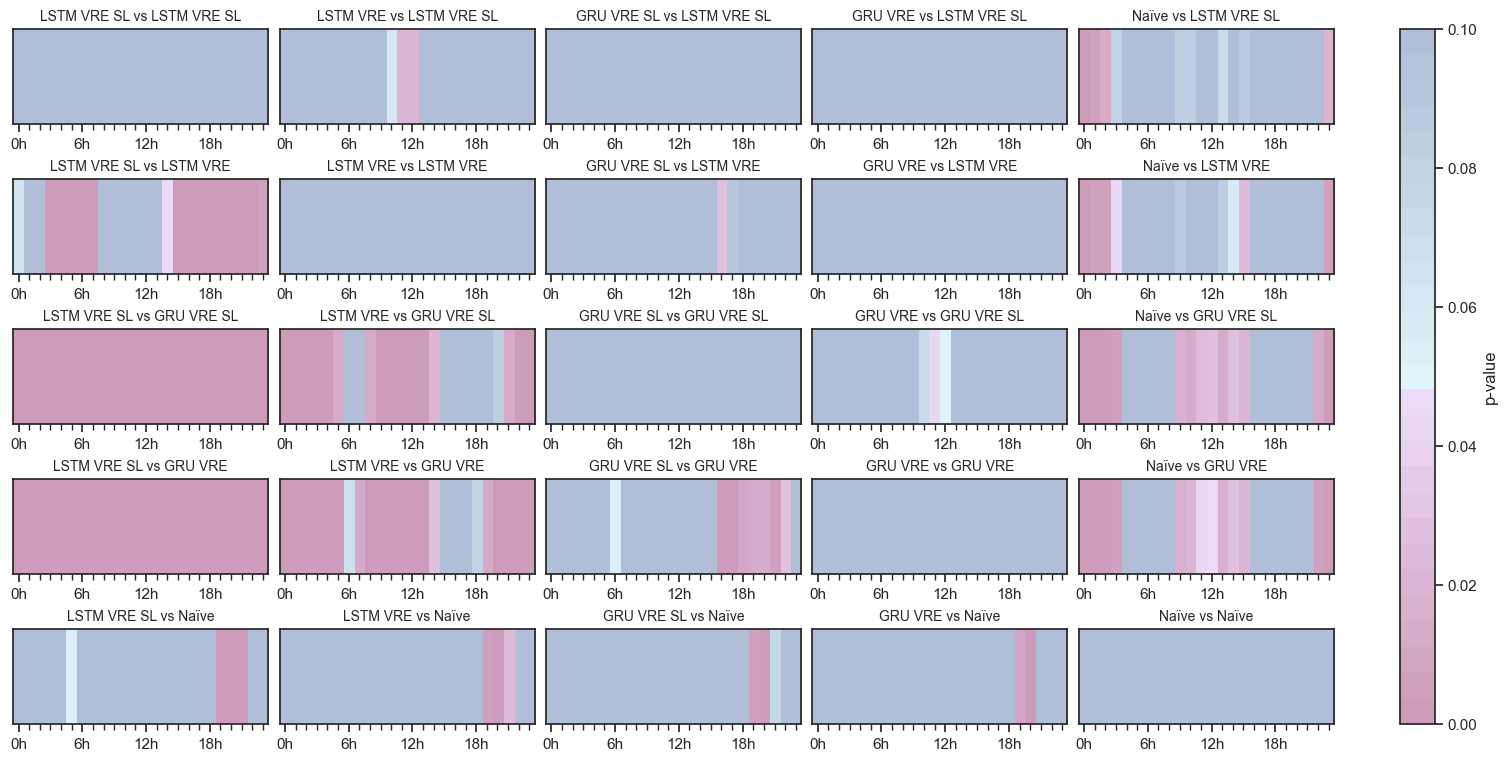 LSTM VRE SL vs LSTM VRE SL LSTM VRE vs LSTM VRE SL GRU VRE SL vs LSTM VRE SL GRU VRE vs LSTM VRE SL Naïve vs LSTM VRE SL
0h 6h 12h 18h 0h 6h 12h 18h 0h 6h 12h 18h 0h 6h 12h 18h 0h 6h 12h 18h
LSTM VRE SL vs LSTM VRE LSTM VRE vs LSTM VRE GRU VRE SL vs LSTM VRE GRU VRE vs LSTM VRE Naïve vs LSTM VRE
0h 6h 12h 18h 0h 6h 12h 18h 0h 6h 12h 18h 0h 6h 12h 18h 0h 6h 12h 18h
LSTM VRE SL vs GRU VRE SL LSTM VRE vs GRU VRE SL GRU VRE SL vs GRU VRE SL GRU VRE vs GRU VRE SL Naïve vs GRU VRE SL
0h 6h 12h 18h 0h 6h 12h 18h 0h 6h 12h 18h 0h 6h 12h 18h 0h 6h 12h 18h
LSTM VRE SL vs GRU VRE LSTM VRE vs GRU VRE GRU VRE SL vs GRU VRE GRU VRE vs GRU VRE Naïve vs GRU VRE
0h 6h 12h 18h 0h 6h 12h 18h 0h 6h 12h 18h 0h 6h 12h 18h 0h 6h 12h 18h
LSTM VRE SL vs Naïve LSTM VRE vs Naïve GRU VRE SL vs Naïve GRU VRE vs Naïve Naïve vs Naïve
0h 6h 12h 18h 0h 6h 12h 18h 0h 6h 12h 18h 0h 6h 12h 18h 0h 6h 12h 18h
0.10
0.08
0.06
0.04
0.02
0.00
p-value